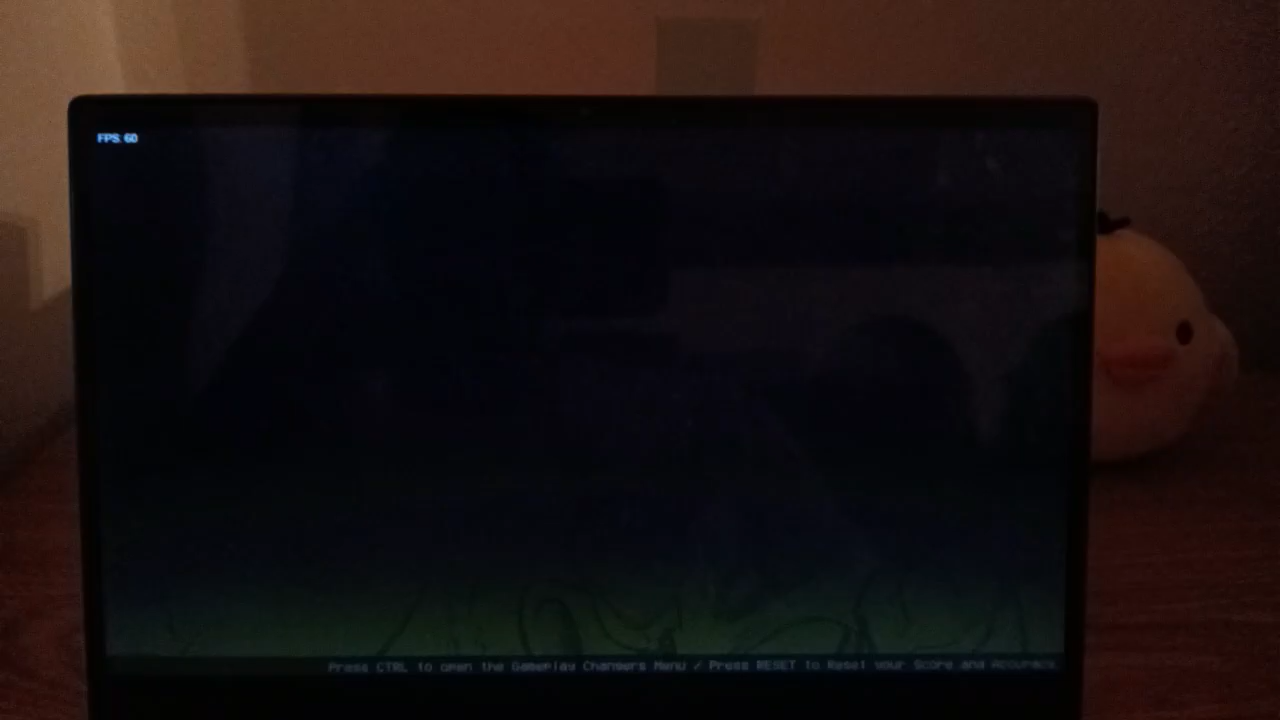 FPS: 60
Press CTRL to open the Gameplay Changers Menu / Press RESET to Reset your Score and Accuracy.